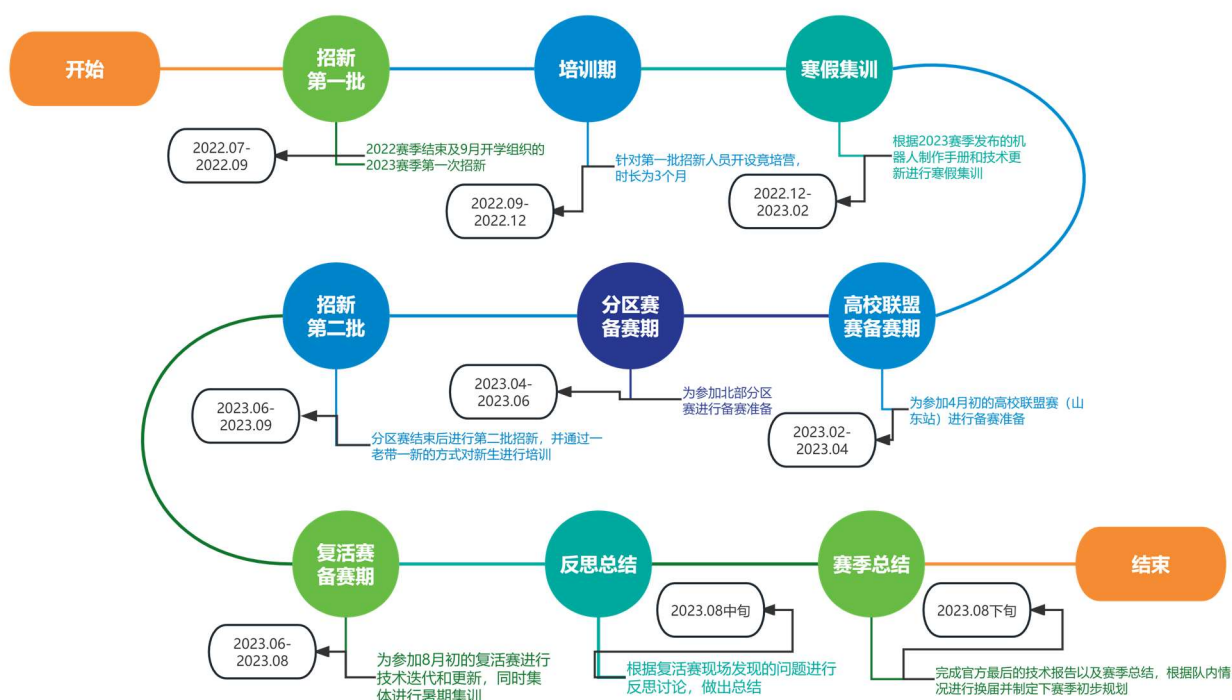 开始
招新
第一批
2022.07-
2022.09
2022赛季结束及9月开学组织的
2023赛季第一次招新
培训期
针对第一批招新人员开设竟培营，
时长为3个月
2022.09-
2022.12
寒假集训
根据2023赛季发布的机
器人制作手册和技术更
新进行寒假集训
2022.12-
2023.02
高校联盟
赛备赛期
为参加4月初的高校联盟赛（山
东站）进行备赛准备
2023.02-
2023.04
分区赛
备赛期
为参加北部分区
赛进行备赛准备
2023.04-
2023.06
招新
第二批
2023.06-
2023.09
分区赛结束后进行第二批招新，并通过一
老带一新的方式对新生进行培训
复活赛
备赛期
2023.06-
2023.08
为参加8月初的复活赛进行
技术迭代和更新，同时集
体进行暑期集训
反思总结
2023.08中旬
根据复活赛现场发现的问题进行
反思讨论，做出总结
赛季总结
2023.08下旬
完成官方最后的技术报告以及赛季总结，根据队内情
况进行换届并制定下赛季初步规划
结束